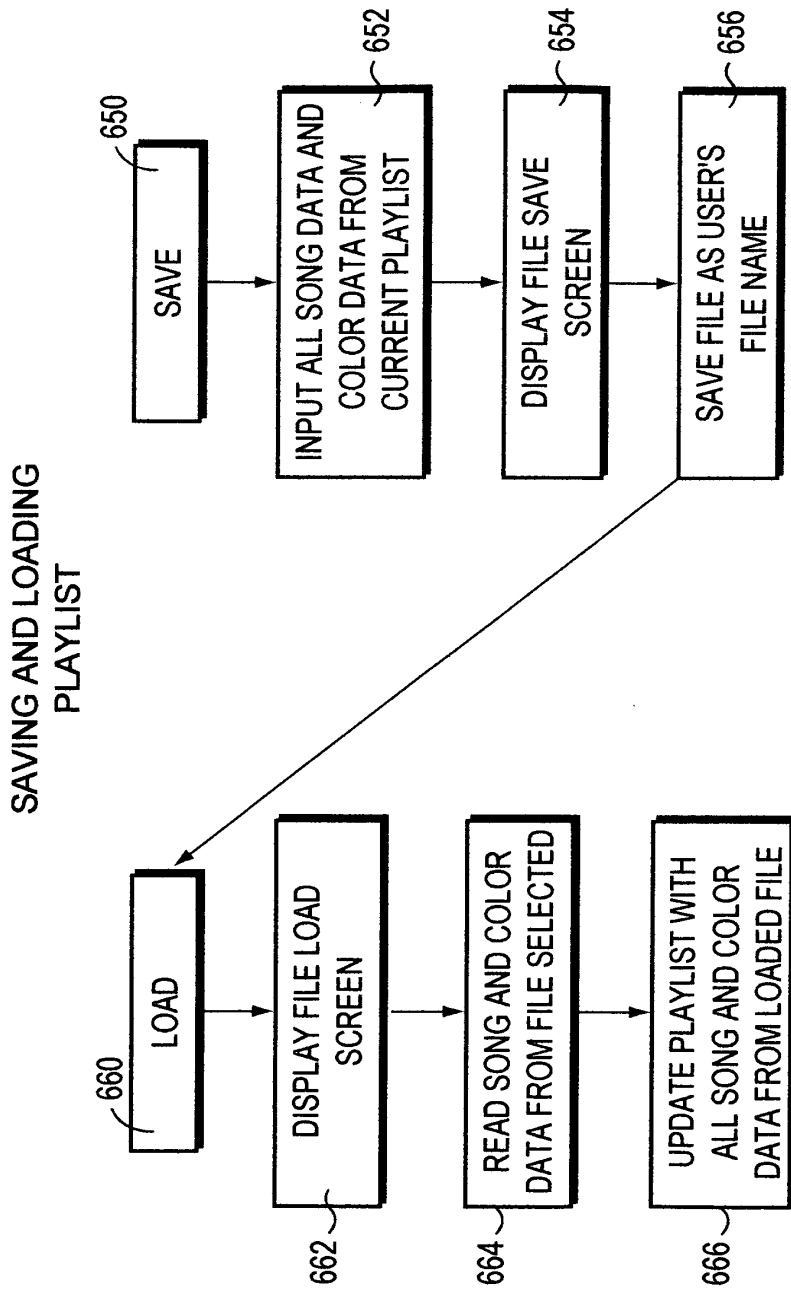 SAVING AND LOADING
PLAYLIST
650
SAVE
652
INPUT ALL SONG DATA AND
COLOR DATA FROM
CURRENT PLAYLIST
654
DISPLAY FILE SAVE
SCREEN
656
SAVE FILE AS USER'S
FILE NAME
660
LOAD
662
DISPLAY FILE LOAD
SCREEN
664
READ SONG AND COLOR
DATA FROM FILE SELECTED
666
UPDATE PLAYLIST WITH
ALL SONG AND COLOR
DATA FROM LOADED FILE